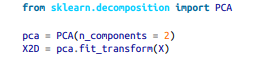 from sklearn.decomposition import PCA
pca = PCA(n_components = 2)
X2D = pca.fit_transform(X)